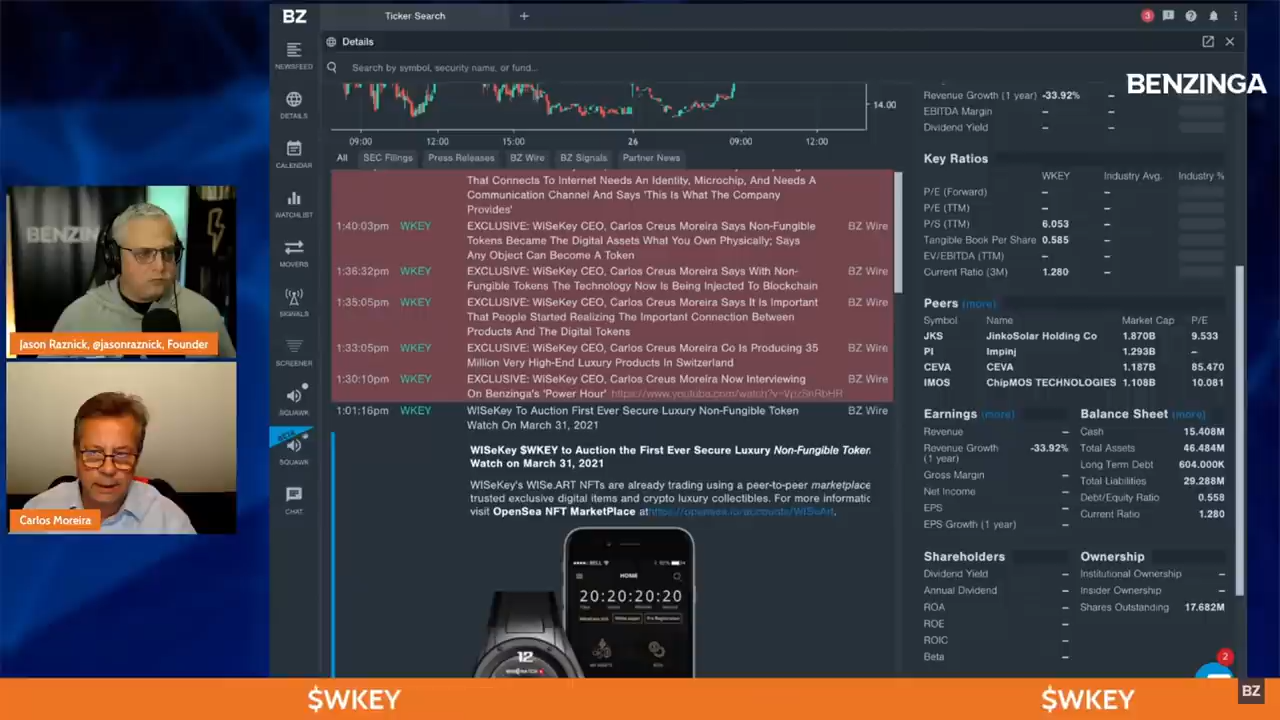 BZ
Ticker Search
+
3
Details
Search by symbol, security name, or fund...
BENZINGA
NEWSFEED
DETAILS
CALENDAR
WATCHLIST
MOVERS
SIGNALS
SCREENER
SQUAWK
BETA
SQUAWK
CHAT
14.00
09:00 12:00 15:00 26 09:00 12:00
All SEC Filings Press Releases BZ Wire BZ Signals Partner News
That Connects To Internet Needs An Identity, Microchip, And Needs A
Communication Channel And Says 'This Is What The Company
Provides'
1:40:03pm WKEY EXCLUSIVE: WISeKey CEO, Carlos Creus Moreira Says Non-Fungible BZ Wire
Tokens Became The Digital Assets What You Own Physically; Says
Any Object Can Become A Token
1:36:32pm WKEY EXCLUSIVE: WISeKey CEO, Carlos Creus Moreira Says With Non- BZ Wire
Fungible Tokens The Technology Now Is Being Injected To Blockchain
1:35:05pm WKEY EXCLUSIVE: WISeKey CEO, Carlos Creus Moreira Says It Is Important BZ Wire
That People Started Realizing The Important Connection Between
Products And The Digital Tokens
1:33:05pm WKEY EXCLUSIVE: WISeKey CEO, Carlos Creus Moreira Co Is Producing 35 BZ Wire
Million Very High-End Luxury Products In Switzerland
1:30:10pm WKEY EXCLUSIVE: WISeKey CEO, Carlos Creus Moreira Now Interviewing BZ Wire
On Benzinga's 'Power Hour'
1:01:16pm WKEY WISeKey To Auction First Ever Secure Luxury Non-Fungible Token BZ Wire
Watch On March 31, 2021
WISeKey $WKEY to Auction the First Ever Secure Luxury Non-Fungible Token
Watch on March 31, 2021
WISeKey's WISe.ART NFTs are already trading using a peer-to-peer marketplace
trusted exclusive digital items and crypto luxury collectibles. For more informatic
visit OpenSea NFT MarketPlace at https://opensea.io/accounts/WISeArt.
BELL
HOME
20:20:20:20
12
Revenue Growth (1 year) -33.92% –
EBITDA Margin – –
Dividend Yield – –
Key Ratios
WKEY Industry Avg. Industry %
P/E (Forward) – –
P/E (TTM) – –
P/S (TTM) 6.053 –
Tangible Book Per Share 0.585 –
EV/EBITDA (TTM) – –
Current Ratio (3M) 1.280 –
Peers (more)
Symbol Name Market Cap P/E
JKS JinkoSolar Holding Co 1.870B 9.533
PI Impinj 1.293B –
CEVA CEVA 1.187B 85.470
IMOS ChipMOS TECHNOLOGIES 1.108B 10.081
Earnings (more)
Revenue –
Revenue Growth -33.92%
(1 year)
Gross Margin –
Net Income –
EPS –
EPS Growth (1 year) –
Balance Sheet (more)
Cash 15.408M
Total Assets 46.484M
Long Term Debt 604.000K
Total Liabilities 29.288M
Debt/Equity Ratio 0.558
Current Ratio 1.280
Shareholders
Dividend Yield –
Annual Dividend –
ROA –
ROE –
ROIC –
Beta –
Ownership
Institutional Ownership –
Insider Ownership –
Shares Outstanding 17.682M
2
BENZINGA
Jason Raznick, @jasonraznick, Founder
Carlos Moreira
$WKEY
$WKEY
BZ